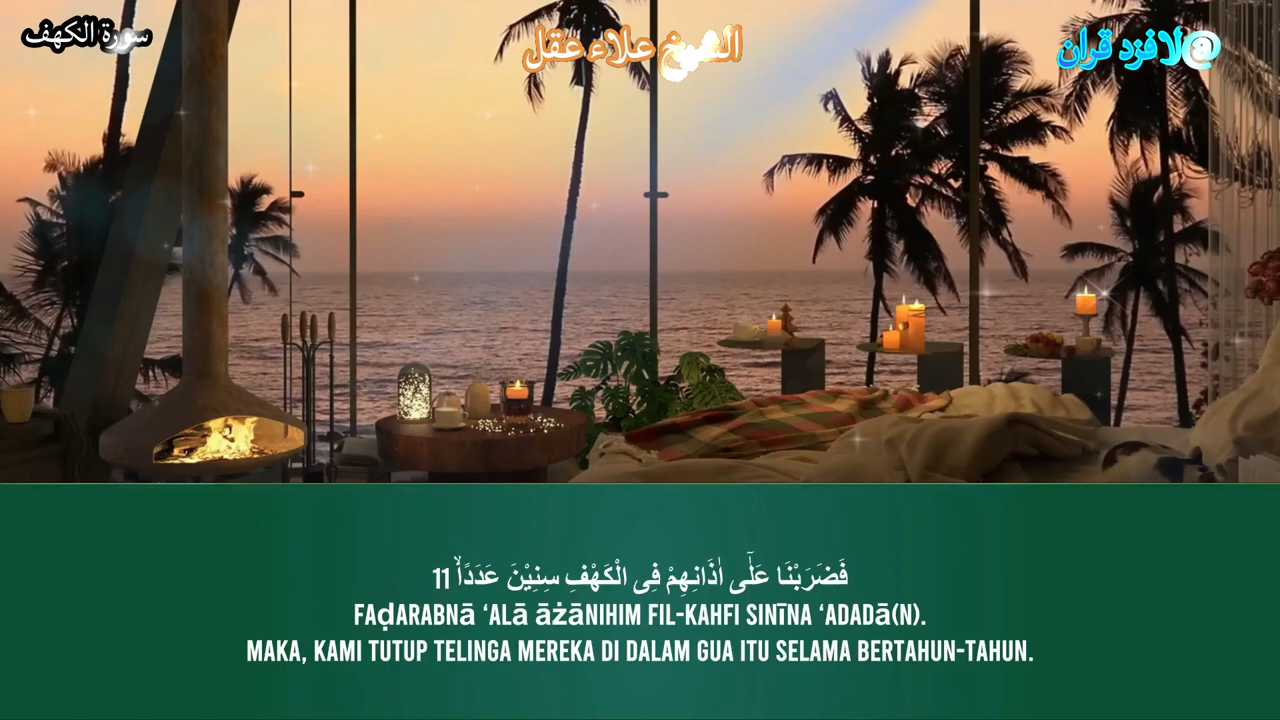 سورة الكهف
الشيخ علاء عقل
@لافزد قران
فَضَرَبْنَا عَلٰٓى اٰذَانِهِمْ فِى الْكَهْفِ سِنِيْنَ عَدَدًاۙ 11
FAḍARABNā ‘ALā āżāNIHIM FIL-KAHFI SINīNA ‘ADADā(N).
MAKA, KAMI TUTUP TELINGA MEREKA DI DALAM GUA ITU SELAMA BERTAHUN-TAHUN.